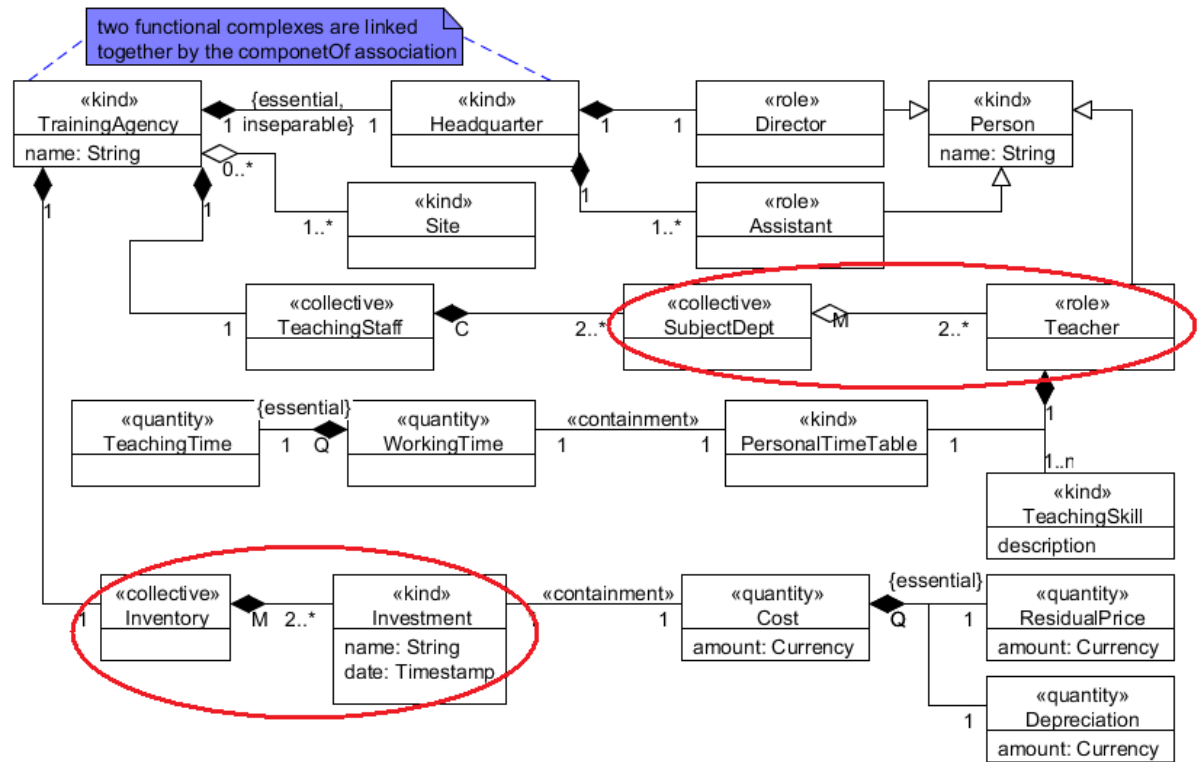 two functional complexes are linked
together by the componetOf association
«kind»
TrainingAgency
name: String
1
{essential,
inseparable}
1
«kind»
Headquarter
1
1
«role»
Director
«kind»
Person
name: String
0..*
1..*
«kind»
Site
1
1..*
«role»
Assistant
1
1
1
«collective»
TeachingStaff
C
2..*
«collective»
SubjectDept
M
2..*
«role»
Teacher
«quantity»
TeachingTime
{essential}
1
Q
«quantity»
WorkingTime
«containment»
1
1
«kind»
PersonalTimeTable
1
1
1..n
«kind»
TeachingSkill
description
1
«collective»
Inventory
M
2..*
«kind»
Investment
name: String
date: Timestamp
«containment»
1
«quantity»
Cost
amount: Currency
{essential}
Q
1
«quantity»
ResidualPrice
amount: Currency
1
«quantity»
Depreciation
amount: Currency